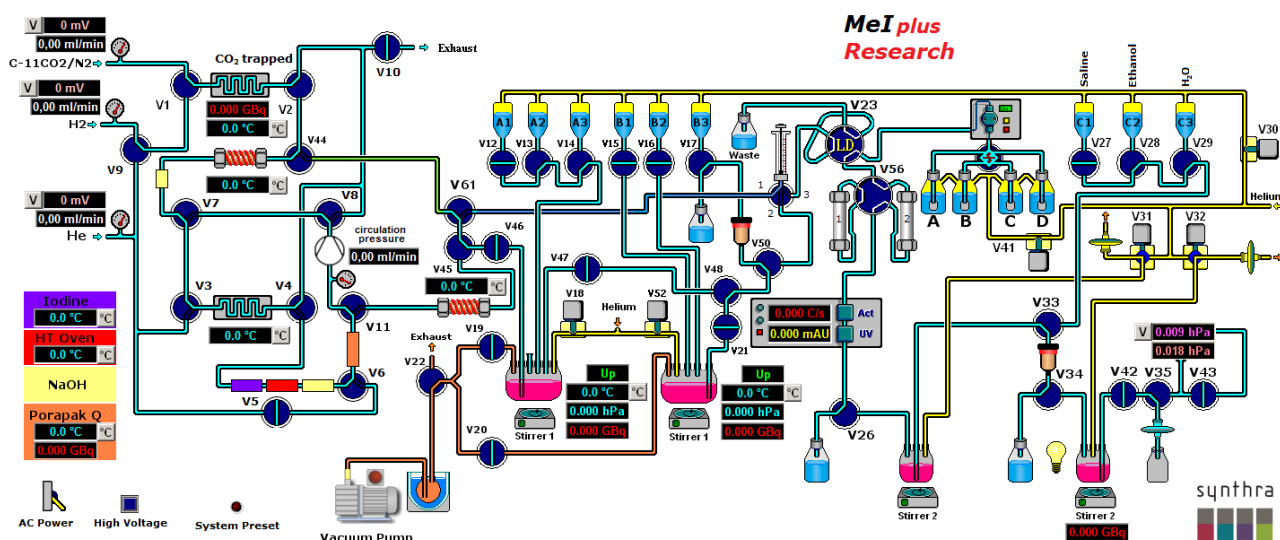 MeI plus
Research
V
0 mV
0,00 ml/min
C-11CO2/N2
V
0 mV
0,00 ml/min
H2
V9
V
0 mV
0,00 ml/min
He
V1
CO2 trapped
0.000 GBq
0.0 °C
°C
V2
V10
Exhaust
V44
0.0 °C
°C
V7
V8
circulation
pressure
0,00 ml/min
V3
V4
0.0 °C
°C
V11
V5
V6
Iodine
0.0 °C
°C
HT Oven
0.0 °C
°C
NaOH
Porapak Q
0.0 °C
°C
0.000 GBq
AC Power
High Voltage
System Preset
Vacuum Pump
V61
V46
V45
0.0 °C
°C
V47
V48
V50
V18
Helium
V52
V19
V20
V21
V22
Exhaust
Up
0.0 °C
°C
0.000 hPa
0.000 GBq
Stirrer 1
Up
0.0 °C
°C
0.000 hPa
0.000 GBq
Stirrer 1
A1
A2
A3
B1
B2
B3
V12
V13
V14
V15
V16
V17
Waste
1
2
3
V23
LD
V56
1
2
0.000 C/s
Act
0.000 mAU
UV
V26
Stirrer 2
A
B
C
D
V41
Saline
Ethanol
H2O
C1
C2
C3
V27
V28
V29
V30
Helium
V31
V32
V33
V34
V
0.009 hPa
0.018 hPa
V42
V35
V43
Stirrer 2
0.000 GBq
synthra